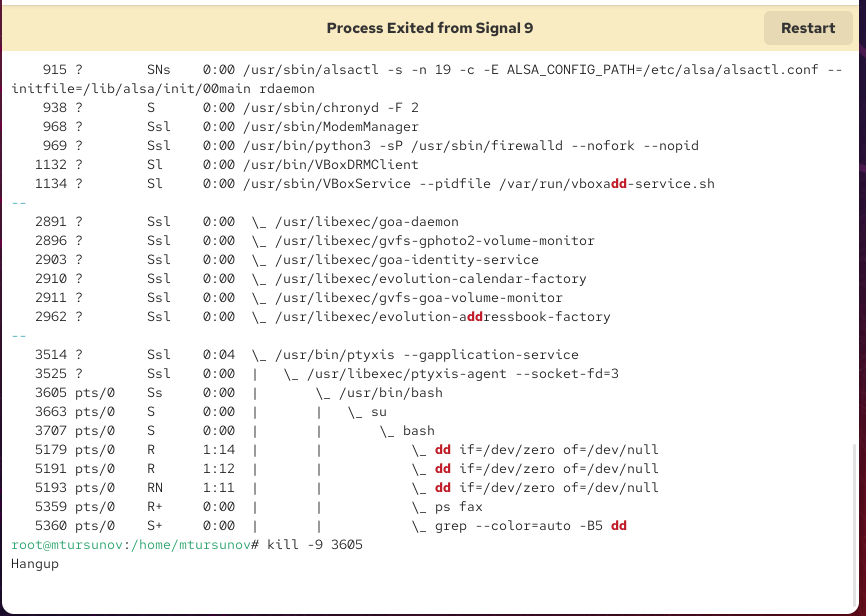 Process Exited from Signal 9
Restart
915 ?        SNs    0:00 /usr/sbin/alsactl -s -n 19 -c -E ALSA_CONFIG_PATH=/etc/alsa/alsactl.conf --
initfile=/lib/alsa/init/00main rdaemon
938 ?        S      0:00 /usr/sbin/chronyd -F 2
968 ?        Ssl    0:00 /usr/sbin/ModemManager
969 ?        Ssl    0:00 /usr/bin/python3 -sP /usr/sbin/firewalld --nofork --nopid
1132 ?        Sl     0:00 /usr/bin/VBoxDRMClient
1134 ?        Sl     0:00 /usr/sbin/VBoxService --pidfile /var/run/vboxadd-service.sh
--
2891 ?        Ssl    0:00  \_ /usr/libexec/goa-daemon
2896 ?        Ssl    0:00  \_ /usr/libexec/gvfs-gphoto2-volume-monitor
2903 ?        Ssl    0:00  \_ /usr/libexec/goa-identity-service
2910 ?        Ssl    0:00  \_ /usr/libexec/evolution-calendar-factory
2911 ?        Ssl    0:00  \_ /usr/libexec/gvfs-goa-volume-monitor
2962 ?        Ssl    0:00  \_ /usr/libexec/evolution-addressbook-factory
--
3514 ?        Ssl    0:04  \_ /usr/bin/ptyxis --gapplication-service
3525 ?        Ssl    0:00  |   \_ /usr/libexec/ptyxis-agent --socket-fd=3
3605 pts/0    Ss     0:00  |       \_ /usr/bin/bash
3663 pts/0    S      0:00  |       |   \_ su
3707 pts/0    S      0:00  |       |       \_ bash
5179 pts/0    R      1:14  |       |           \_ dd if=/dev/zero of=/dev/null
5191 pts/0    R      1:12  |       |           \_ dd if=/dev/zero of=/dev/null
5193 pts/0    RN     1:11  |       |           \_ dd if=/dev/zero of=/dev/null
5359 pts/0    R+     0:00  |       |           \_ ps fax
5360 pts/0    S+     0:00  |       |           \_ grep --color=auto -B5 dd
root@mtursunov:/home/mtursunov# kill -9 3605
Hangup